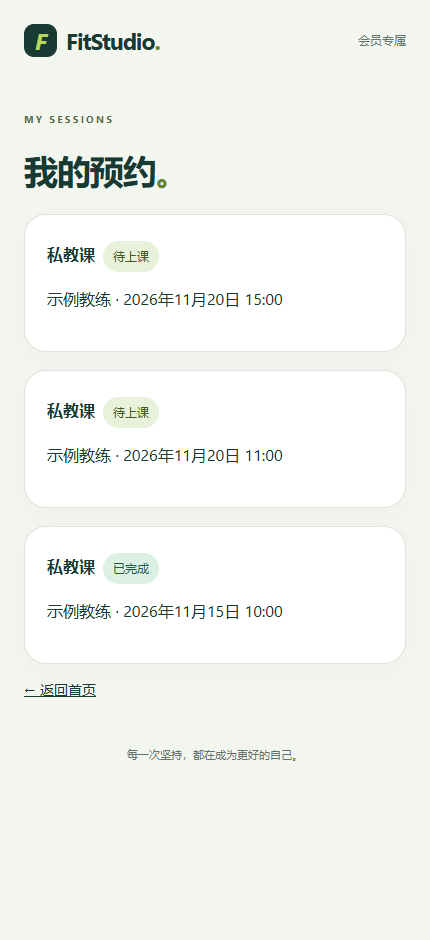 F FitStudio.
会员专属
MY SESSIONS
我的预约。
私教课 待上课
示例教练 · 2026年11月20日 15:00
私教课 待上课
示例教练 · 2026年11月20日 11:00
私教课 已完成
示例教练 · 2026年11月15日 10:00
← 返回首页
每一次坚持，都在成为更好的自己。